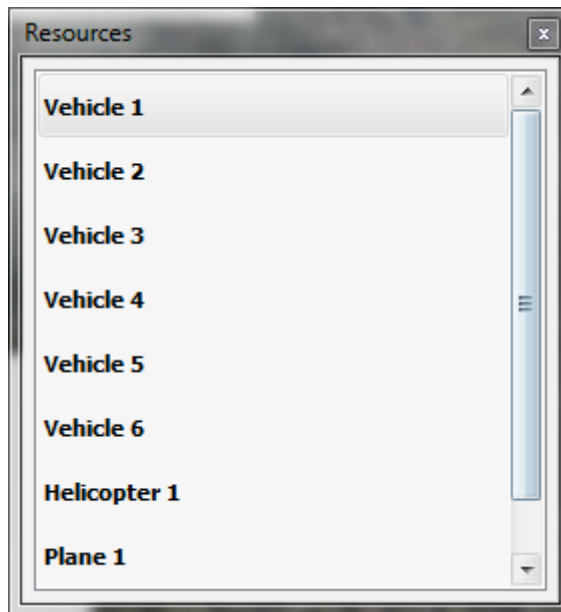 Resources
Vehicle 1
Vehicle 2
Vehicle 3
Vehicle 4
Vehicle 5
Vehicle 6
Helicopter 1
Plane 1